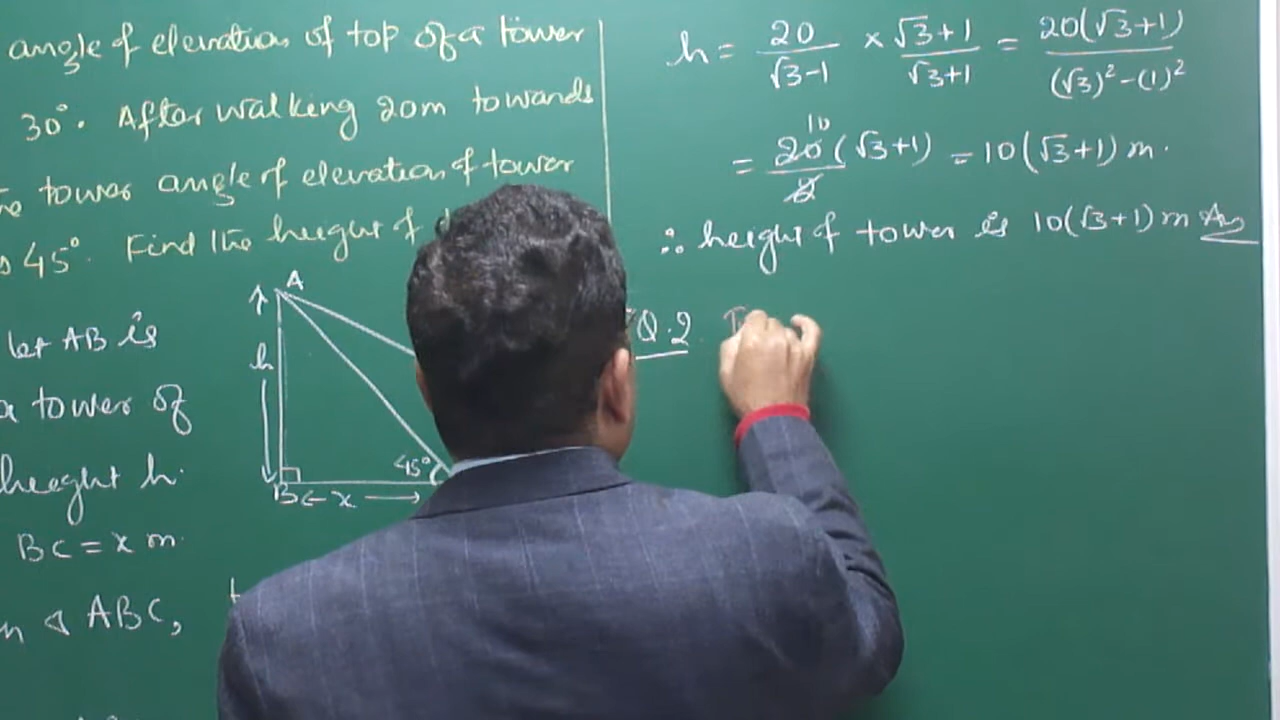 angle of elevation of top of a tower
30°. After walking 20m towards
tower angle of elevation of tower
45°. Find the height of
A
let AB is
h
a tower of
height h.
45°
B ← x →
BC = x m.
ABC,
h = 20/(√3-1) × (√3+1)/(√3+1) = 20(√3+1)/((√3)²-(1)²)
= 20(√3+1)/2 = 10(√3+1) m.
10
∴ height of tower is 10(√3+1) m Ans
Q.2